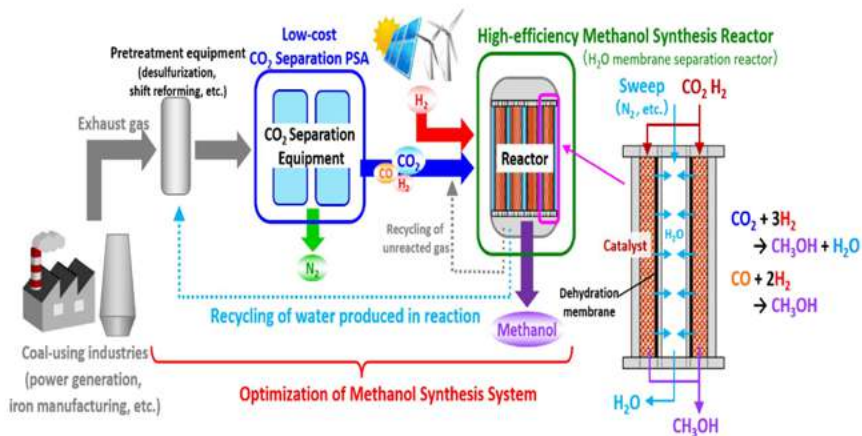 Low-cost
CO₂ Separation PSA
High-efficiency Methanol Synthesis Reactor
(H₂O membrane separation reactor)
Pretreatment equipment
(desulfurization,
shift reforming, etc.)
Exhaust gas
CO₂ Separation
Equipment
H₂
CO₂
CO
H₂
Reactor
Recycling of
unreacted gas
N₂
Recycling of water produced in reaction
Methanol
Coal-using industries
(power generation,
iron manufacturing, etc.)
Optimization of Methanol Synthesis System
Sweep
(N₂, etc.)
CO₂ H₂
Catalyst
H₂O
Dehydration
membrane
CO₂ + 3H₂
→ CH₃OH + H₂O
CO + 2H₂
→ CH₃OH
H₂O
CH₃OH